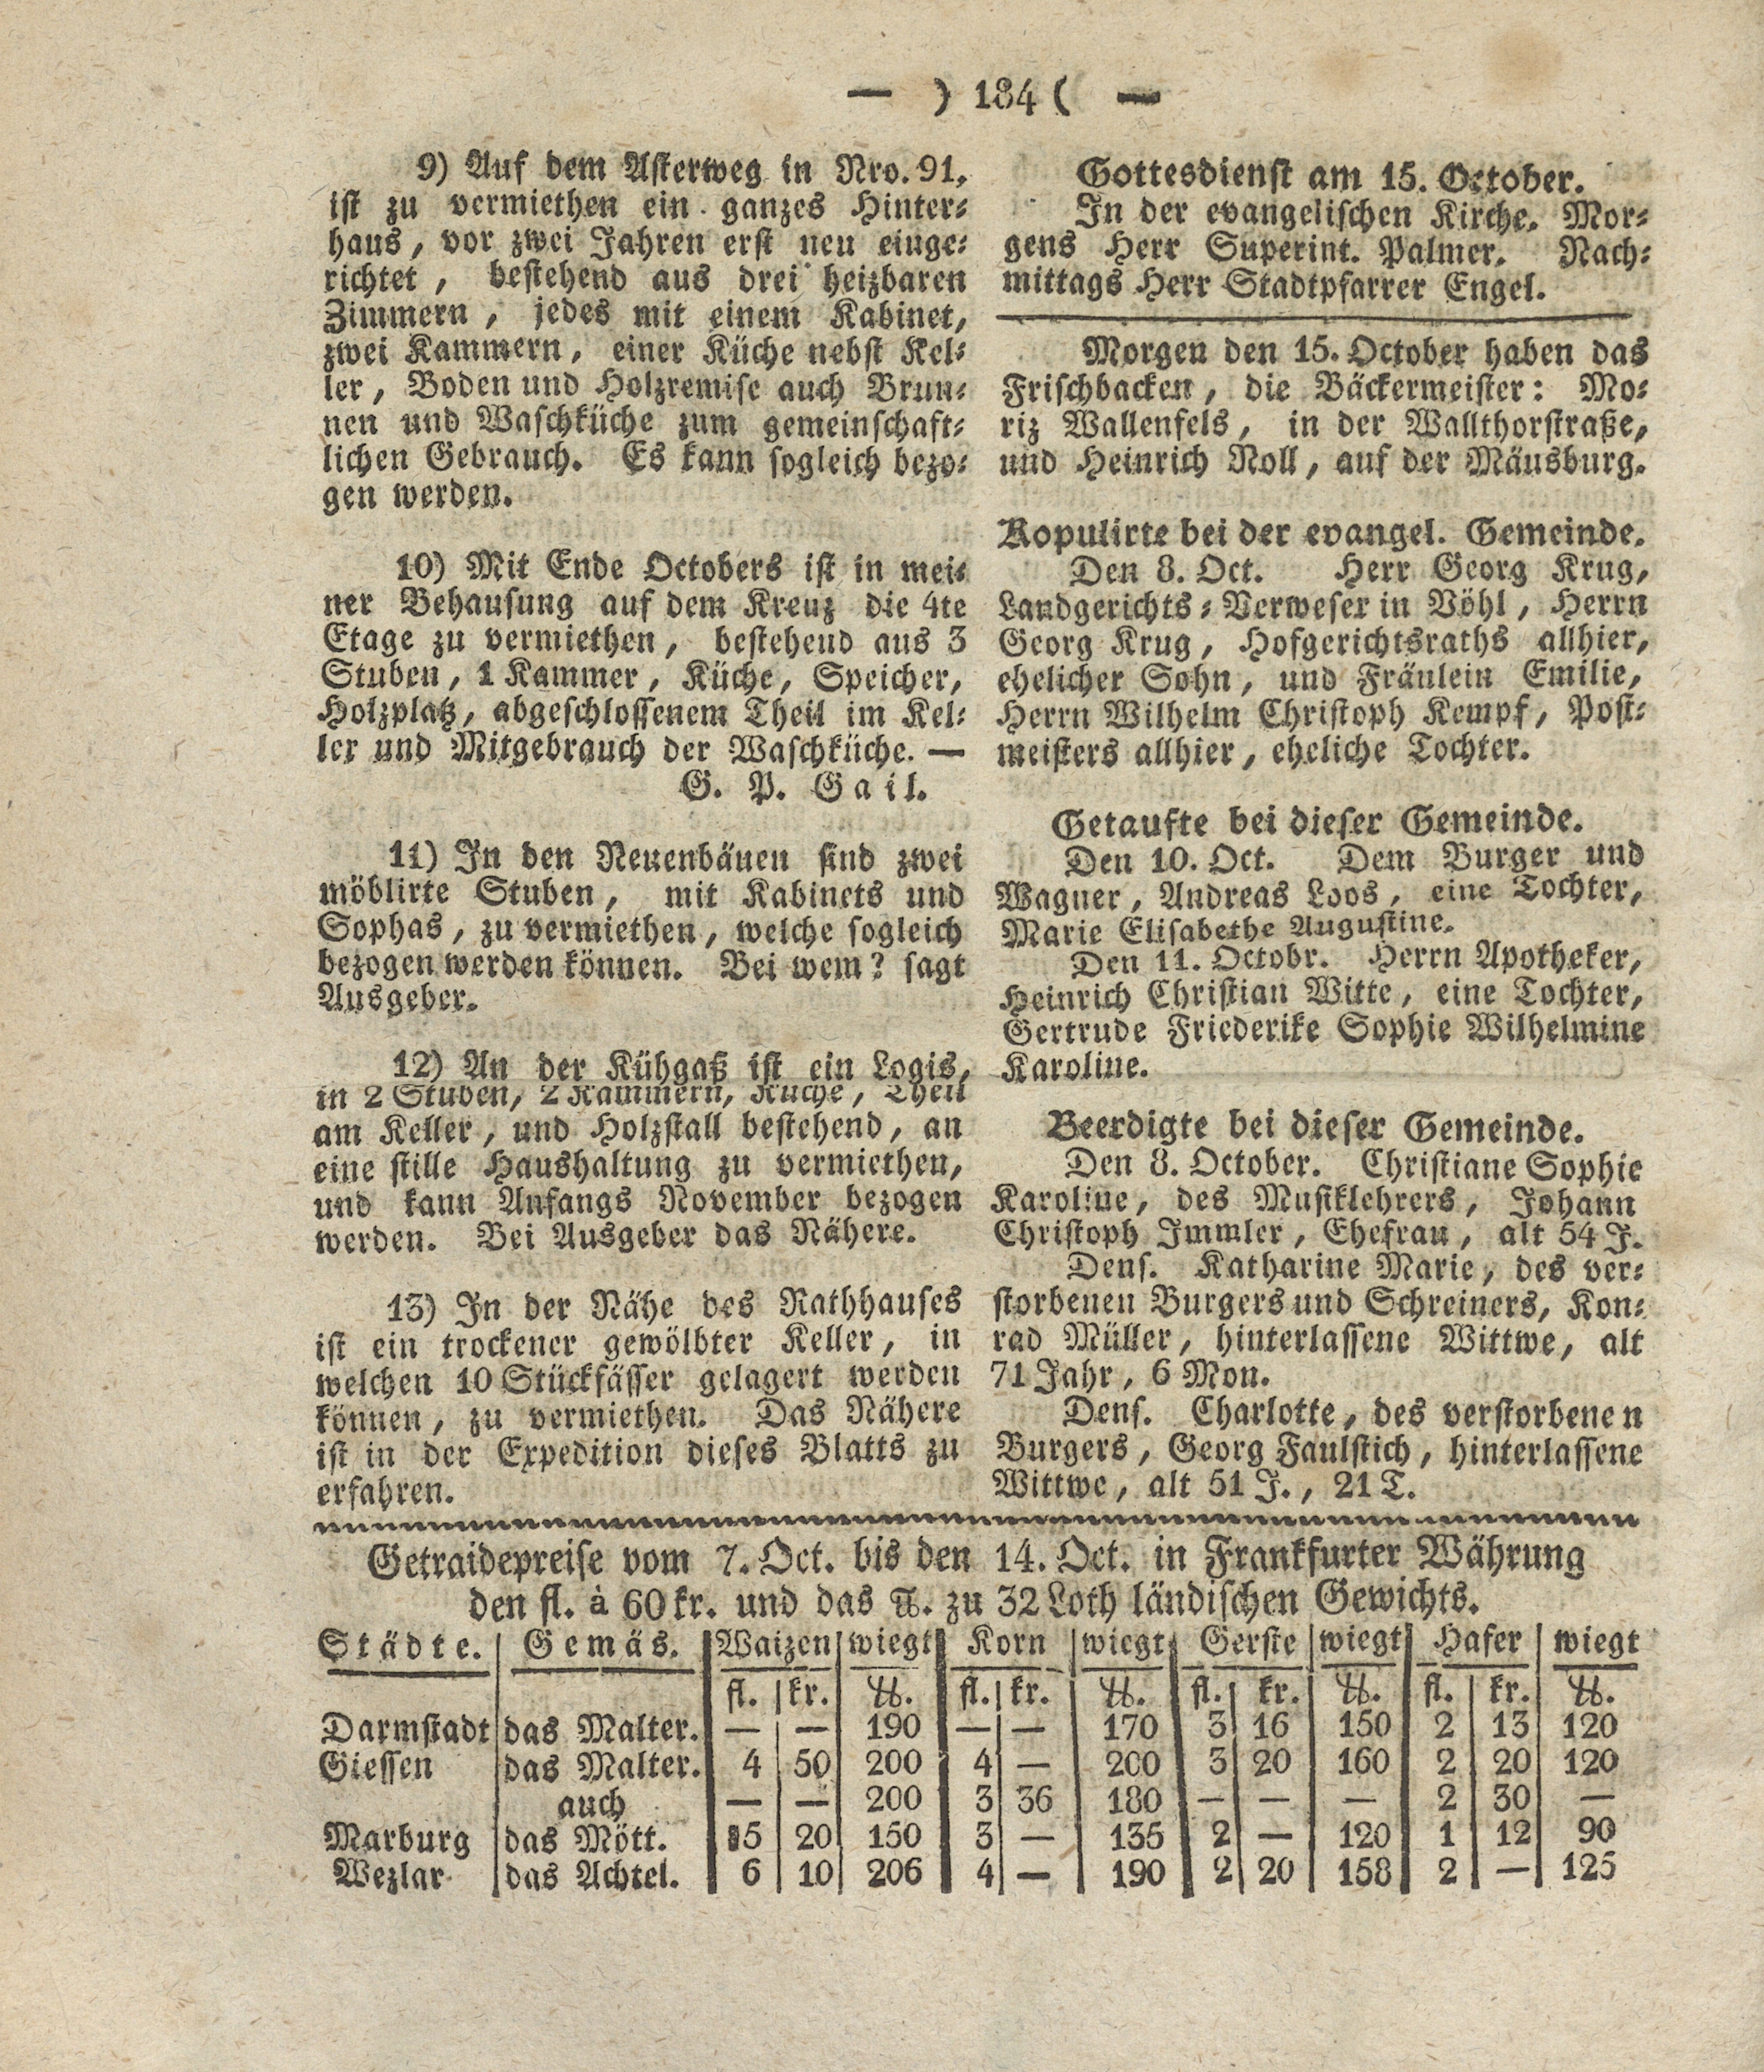 — ) 184 ( —
9) Auf dem Asterweg in Nro. 91,
ist zu vermiethen ein ganzes Hinter-
haus, vor zwei Jahren erst neu einge-
richtet, bestehend aus drei heizbaren
Zimmern, jedes mit einem Kabinet,
zwei Kammern, einer Küche nebst Kel-
ler, Boden und Holzremise auch Brun-
nen und Waschküche zum gemeinschaft-
lichen Gebrauch. Es kann sogleich bezo-
gen werden.
10) Mit Ende Octobers ist in mei-
ner Behausung auf dem Kreuz die 4te
Etage zu vermiethen, bestehend aus 3
Stuben, 1 Kammer, Küche, Speicher,
Holzplatz, abgeschlossenem Theil im Kel-
ler und Mitgebrauch der Waschküche. —
G. P. Gail.
11) In den Neuenbäuen sind zwei
möblirte Stuben, mit Kabinets und
Sophas, zu vermiethen, welche sogleich
bezogen werden können. Bei wem? sagt
Ausgeber.
12) An der Kühgaß ist ein Logis,
in 2 Stuben, 2 Kammern, Küche, Theil
am Keller, und Holzstall bestehend, an
eine stille Haushaltung zu vermiethen,
und kann Anfangs November bezogen
werden. Bei Ausgeber das Nähere.
13) In der Nähe des Rathhauses
ist ein trockener gewölbter Keller, in
welchen 10 Stückfässer gelagert werden
können, zu vermiethen. Das Nähere
ist in der Expedition dieses Blatts zu
erfahren.
Gottesdienst am 15. October.
In der evangelischen Kirche. Mor-
gens Herr Superint. Palmer. Nach-
mittags Herr Stadtpfarrer Engel.
Morgen den 15. October haben das
Frischbacken, die Bäckermeister: Mo-
riz Wallenfels, in der Wallthorstraße,
und Heinrich Noll, auf der Mäusburg.
Kopulirte bei der evangel. Gemeinde.
Den 8. Oct. Herr Georg Krug,
Landgerichts-Verweser in Vöhl, Herrn
Georg Krug, Hofgerichtsraths allhier,
ehelicher Sohn, und Fräulein Emilie,
Herrn Wilhelm Christoph Kempf, Post-
meisters allhier, eheliche Tochter.
Getaufte bei dieser Gemeinde.
Den 10. Oct. Dem Burger und
Wagner, Andreas Loos, eine Tochter,
Marie Elisabethe Augustine.
Den 11. Octobr. Herrn Apotheker,
Heinrich Christian Witte, eine Tochter,
Gertrude Friederike Sophie Wilhelmine
Karoline.
Beerdigte bei dieser Gemeinde.
Den 8. October. Christiane Sophie
Karoline, des Musiklehrers, Johann
Christoph Immler, Ehefrau, alt 54 J.
Dens. Katharine Marie, des ver-
storbenen Burgers und Schreiners, Kon-
rad Müller, hinterlassene Wittwe, alt
71 Jahr, 6 Mon.
Dens. Charlotte, des verstorbenen
Burgers, Georg Faulstich, hinterlassene
Wittwe, alt 51 J., 21 T.
Getraidepreise vom 7. Oct. bis den 14. Oct. in Frankfurter Währung
den fl. à 60 kr. und das ℔. zu 32 Loth ländischen Gewichts.
Städte. Gemäs. Waizen wiegt Korn wiegt Gerste wiegt Hafer wiegt
fl. kr. ℔. fl. kr. ℔. fl. kr. ℔. fl. kr. ℔.
Darmstadt das Malter. — — 190 — — 170 3 16 150 2 13 120
Giessen das Malter. 4 50 200 4 — 200 3 20 160 2 20 120
auch — — 200 3 36 180 — — — 2 30 —
Marburg das Mött. 5 20 150 3 — 135 2 — 120 1 12 90
Wezlar das Achtel. 6 10 206 4 — 190 2 20 158 2 — 125